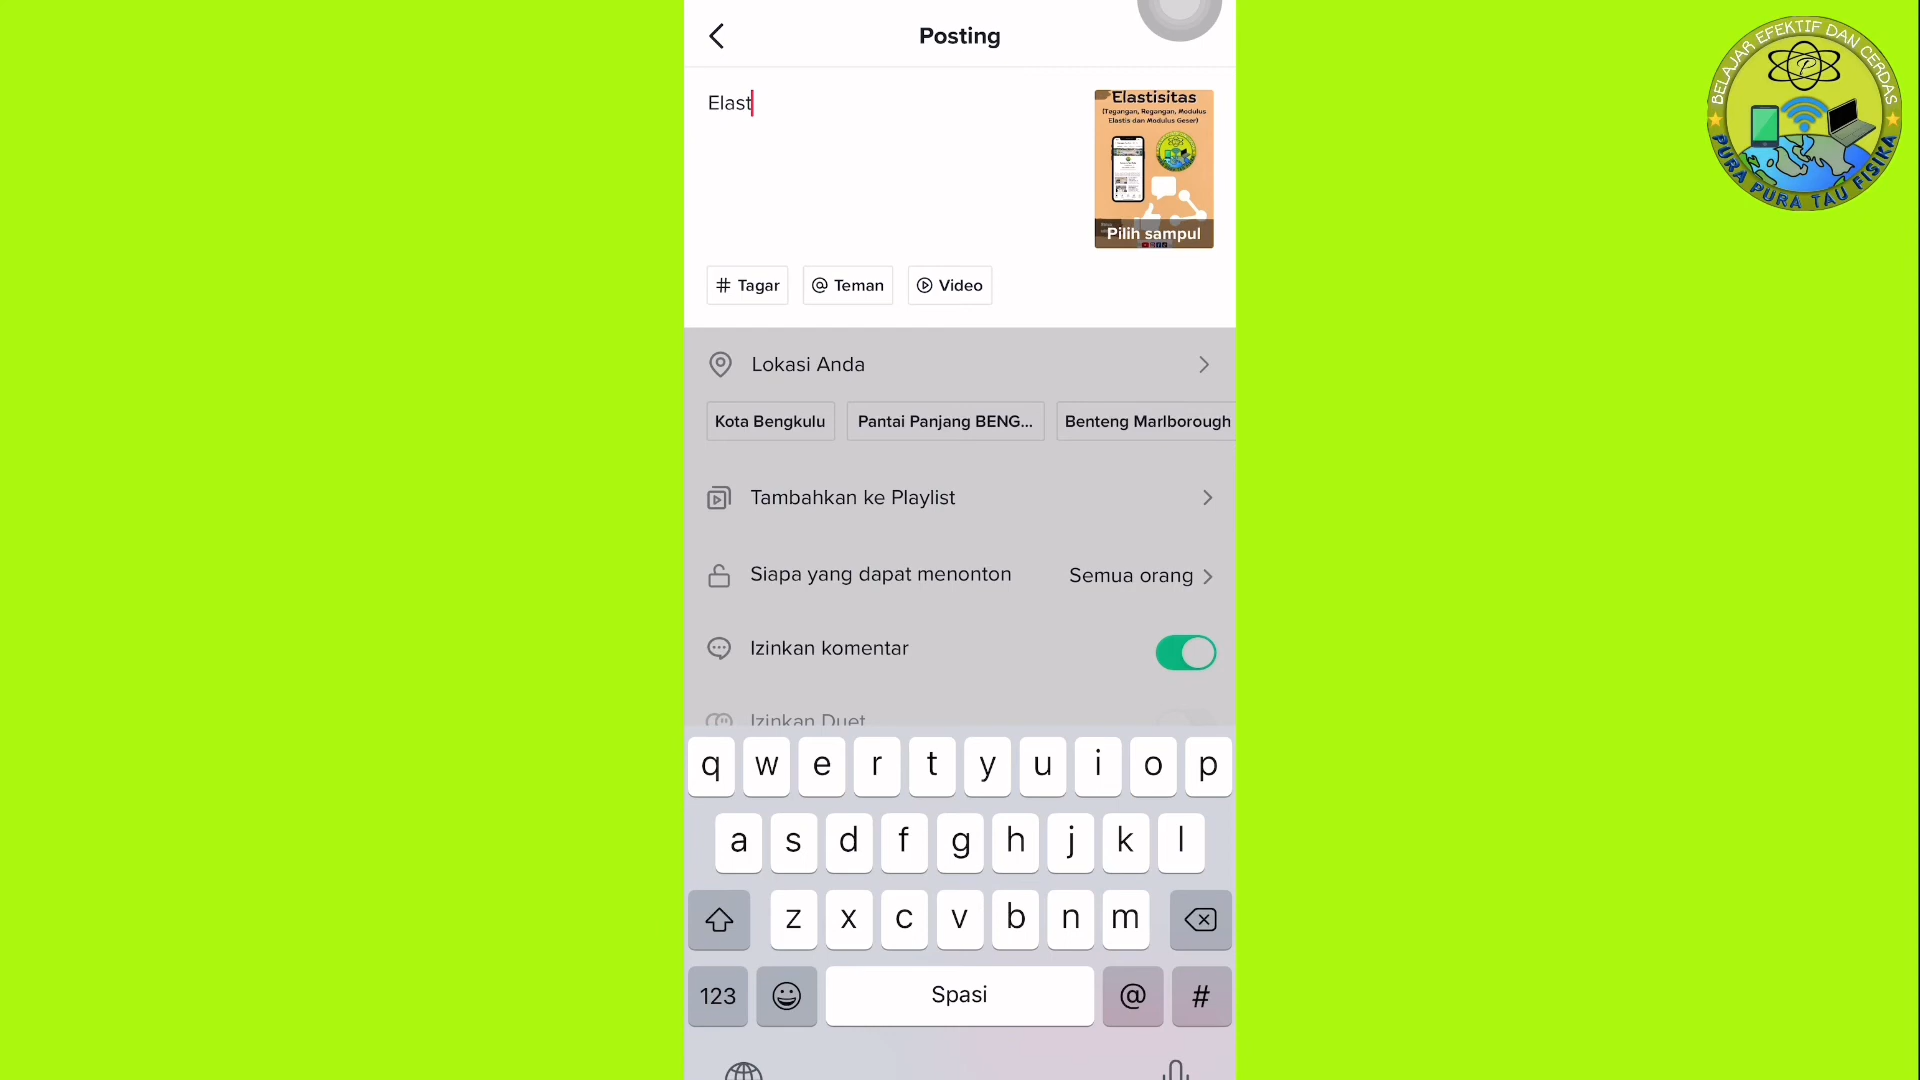 Posting
Elast
Elastisitas
(Tegangan, Regangan, Modulus
Elastis dan Modulus Geser)
Pilih sampul
# Tagar
@ Teman
Video
Lokasi Anda
Kota Bengkulu
Pantai Panjang BENG...
Benteng Marlborough
Tambahkan ke Playlist
Siapa yang dapat menonton
Semua orang
Izinkan komentar
Izinkan Duet
q w e r t y u i o p
a s d f g h j k l
z x c v b n m
123
Spasi
@
#
BELAJAR EFEKTIF DAN CERDAS
P
PURA PURA TAU FISIKA